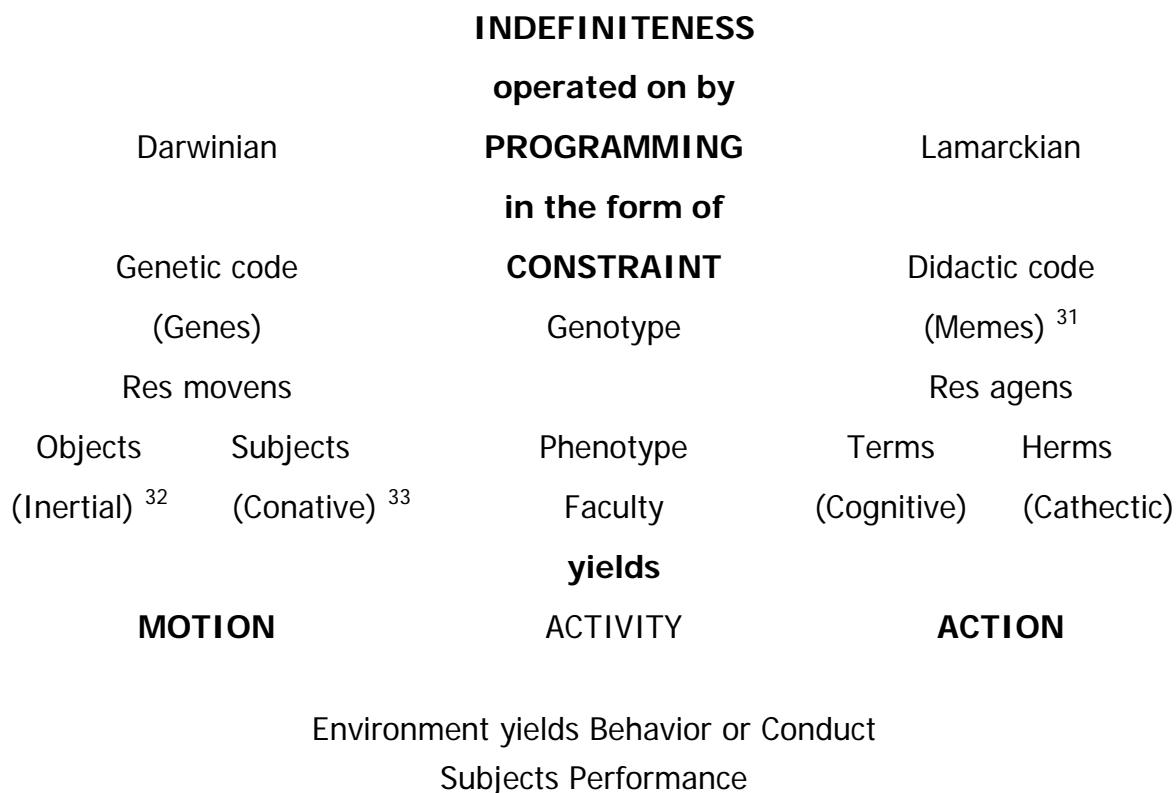 INDEFINITENESS
operated on by
Darwinian PROGRAMMING Lamarckian
in the form of
Genetic code CONSTRAINT Didactic code
(Genes) Genotype (Memes) 31
Res movens Res agens
Objects Subjects Phenotype Terms Herms
(Inertial) 32 (Conative) 33 Faculty (Cognitive) (Cathectic)
yields
MOTION ACTIVITY ACTION
Environment yields Behavior or Conduct
Subjects Performance